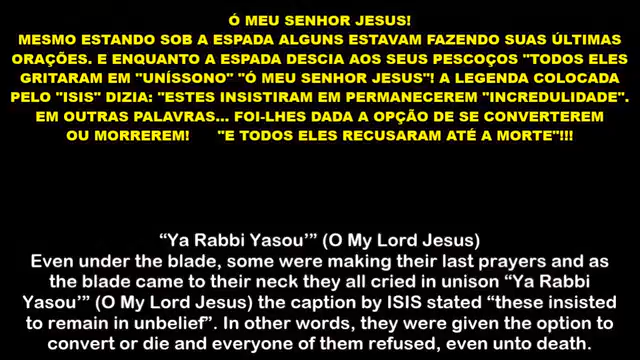 Ó MEU SENHOR JESUS!
MESMO ESTANDO SOB A ESPADA ALGUNS ESTAVAM FAZENDO SUAS ÚLTIMAS
ORAÇÕES. E ENQUANTO A ESPADA DESCIA AOS SEUS PESCOÇOS "TODOS ELES
GRITARAM EM "UNÍSSONO" "Ó MEU SENHOR JESUS"! A LEGENDA COLOCADA
PELO "ISIS" DIZIA: "ESTES INSISTIRAM EM PERMANECEREM "INCREDULIDADE".
EM OUTRAS PALAVRAS... FOI-LHES DADA A OPÇÃO DE SE CONVERTEREM
OU MORREREM! "E TODOS ELES RECUSARAM ATÉ A MORTE"!!!
“Ya Rabbi Yasou’” (O My Lord Jesus)
Even under the blade, some were making their last prayers and as
the blade came to their neck they all cried in unison “Ya Rabbi
Yasou’” (O My Lord Jesus) the caption by ISIS stated “these insisted
to remain in unbelief”. In other words, they were given the option to
convert or die and everyone of them refused, even unto death.